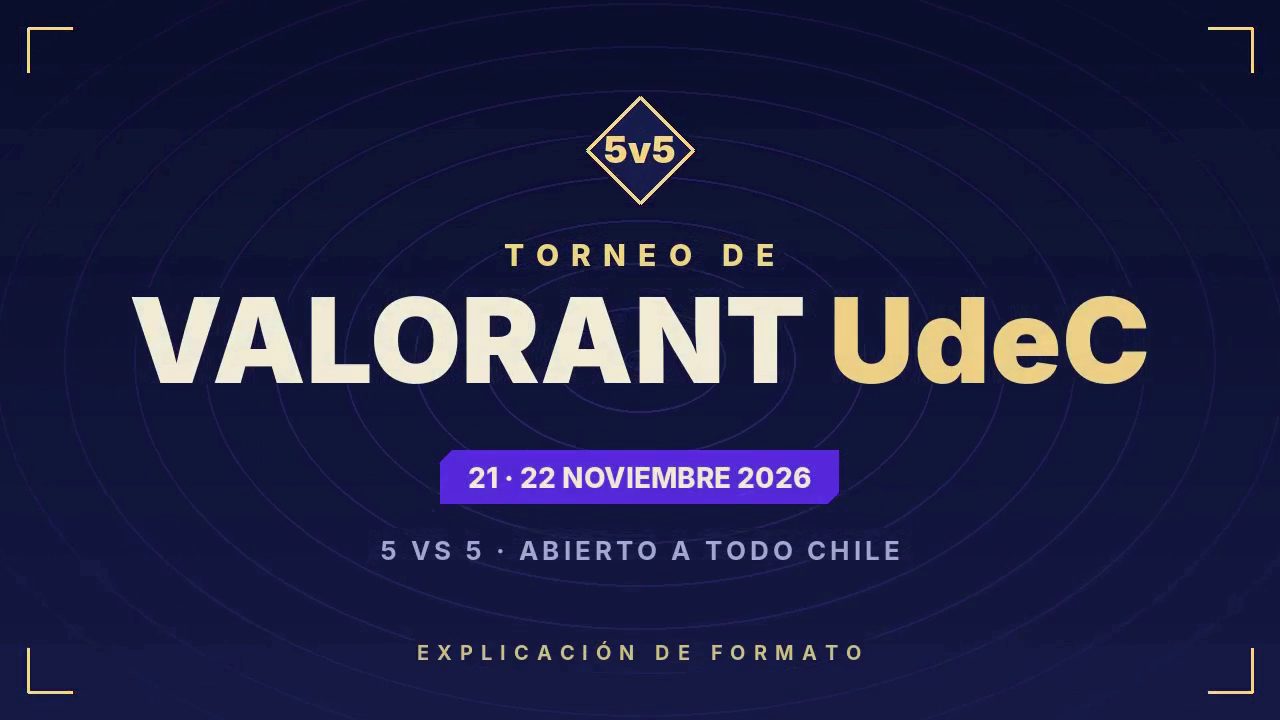 5v5
TORNEO DE
VALORANT UdeC
21 · 22 NOVIEMBRE 2026
5 VS 5 · ABIERTO A TODO CHILE
EXPLICACIÓN DE FORMATO